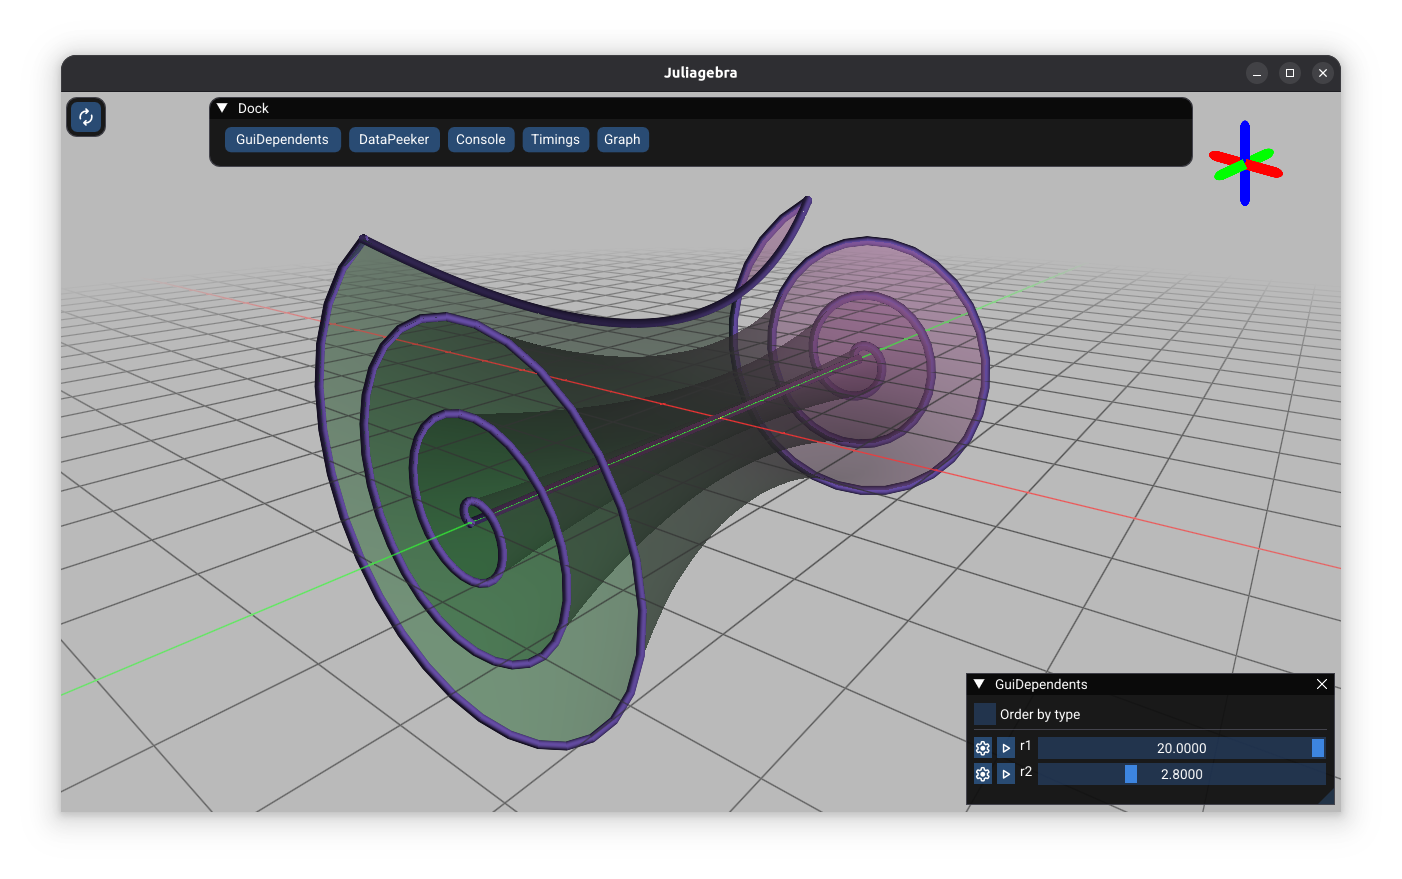 Juliagebra
Dock
GuiDependents DataPeeker Console Timings Graph
GuiDependents
Order by type
r1 20.0000
r2 2.8000